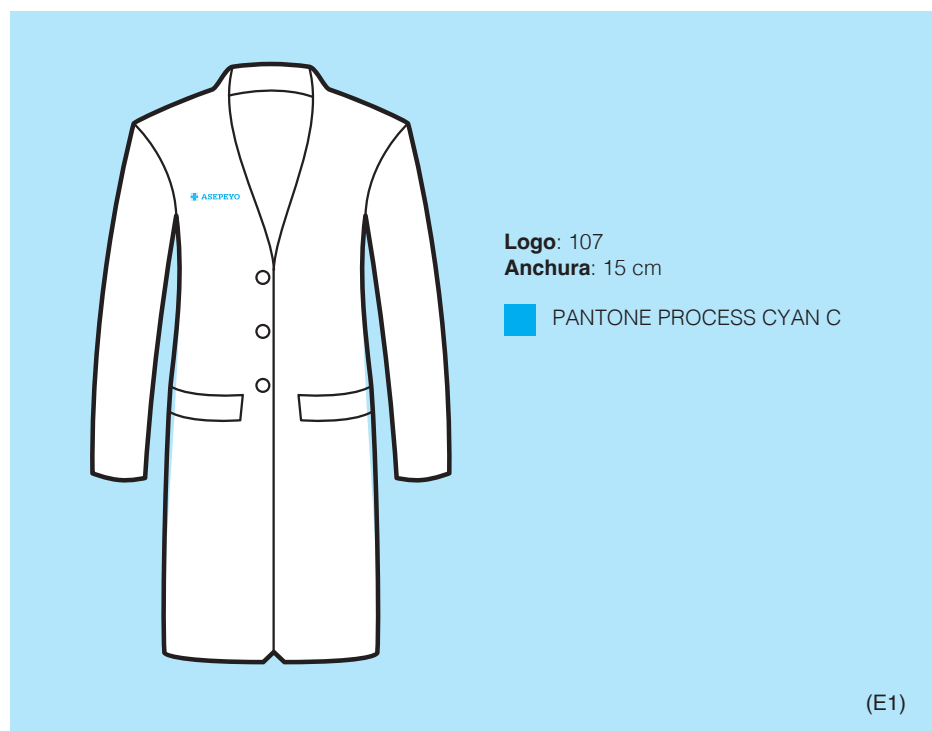 ASEPEYO
Logo: 107
Anchura: 15 cm
PANTONE PROCESS CYAN C
(E1)